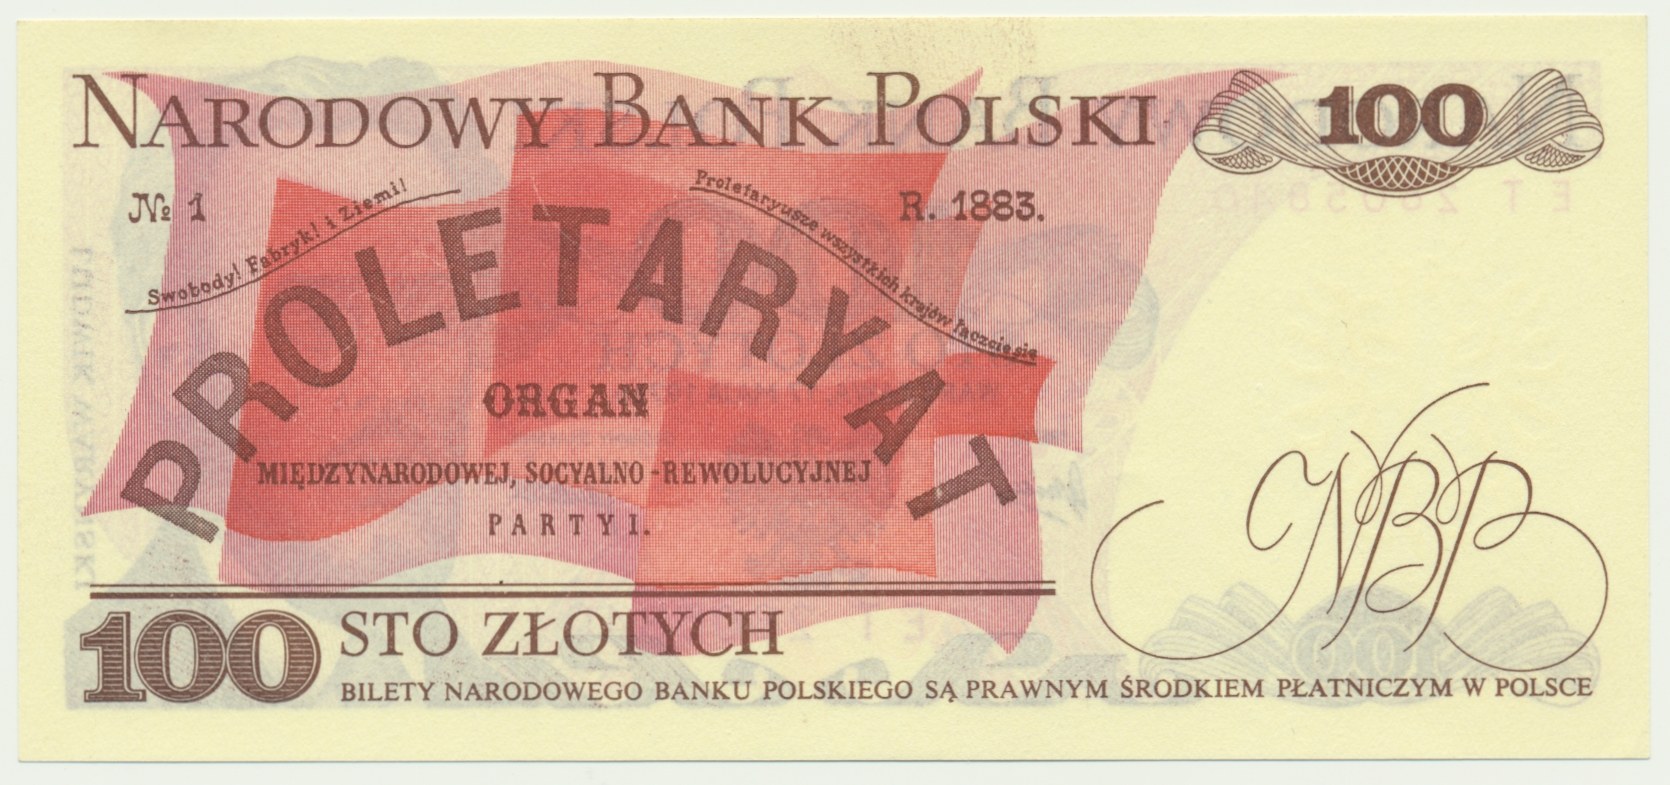 NARODOWY BANK POLSKI
100
№ 1
Swobody! Fabryk! i Ziemi!
Proletaryusze wszystkich krajów łączcie się
R. 1883.
PROLETARYAT
ORGAN
MIĘDZYNARODOWEJ, SOCYALNO-REWOLUCYJNEJ
PARTYI.
NBP
100 STO ZŁOTYCH
BILETY NARODOWEGO BANKU POLSKIEGO SĄ PRAWNYM ŚRODKIEM PŁATNICZYM W POLSCE